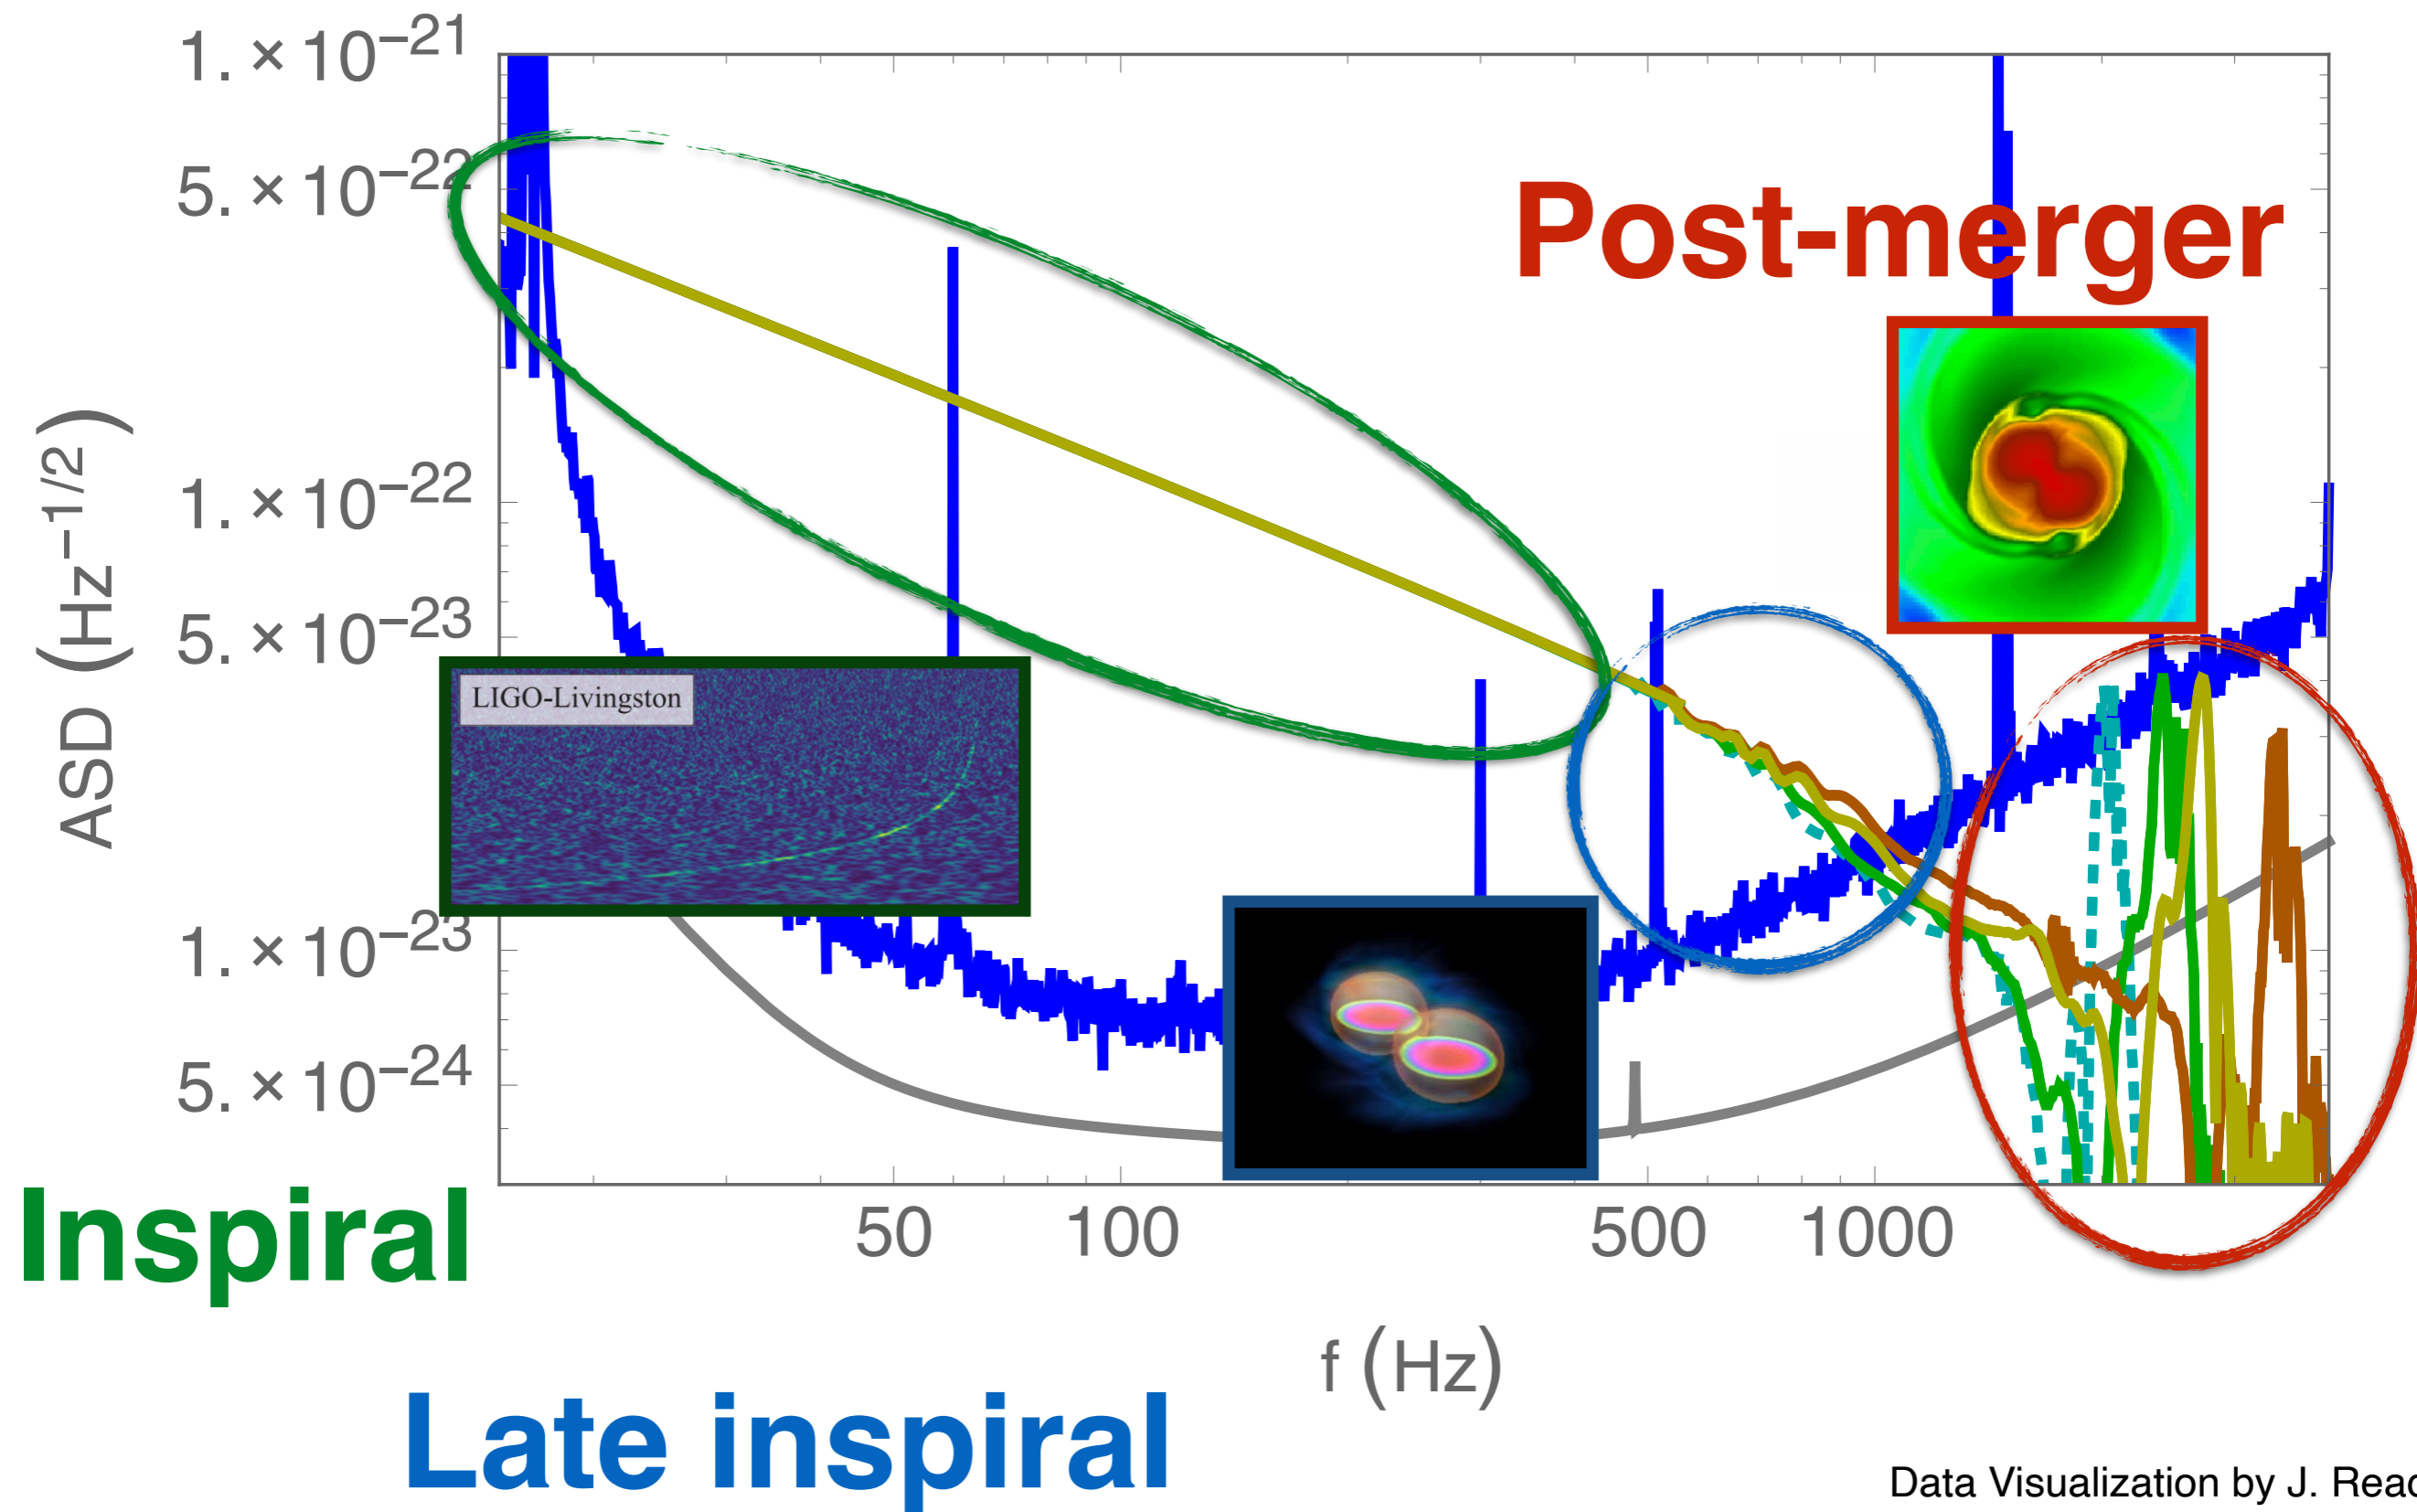 1. ×10⁻²¹
5. ×10⁻²²
1. ×10⁻²²
5. ×10⁻²³
1. ×10⁻²³
5. ×10⁻²⁴
ASD (Hz⁻¹/²)
Post-merger
LIGO-Livingston
50 100 500 1000
Inspiral
f (Hz)
Late inspiral
Data Visualization by J.